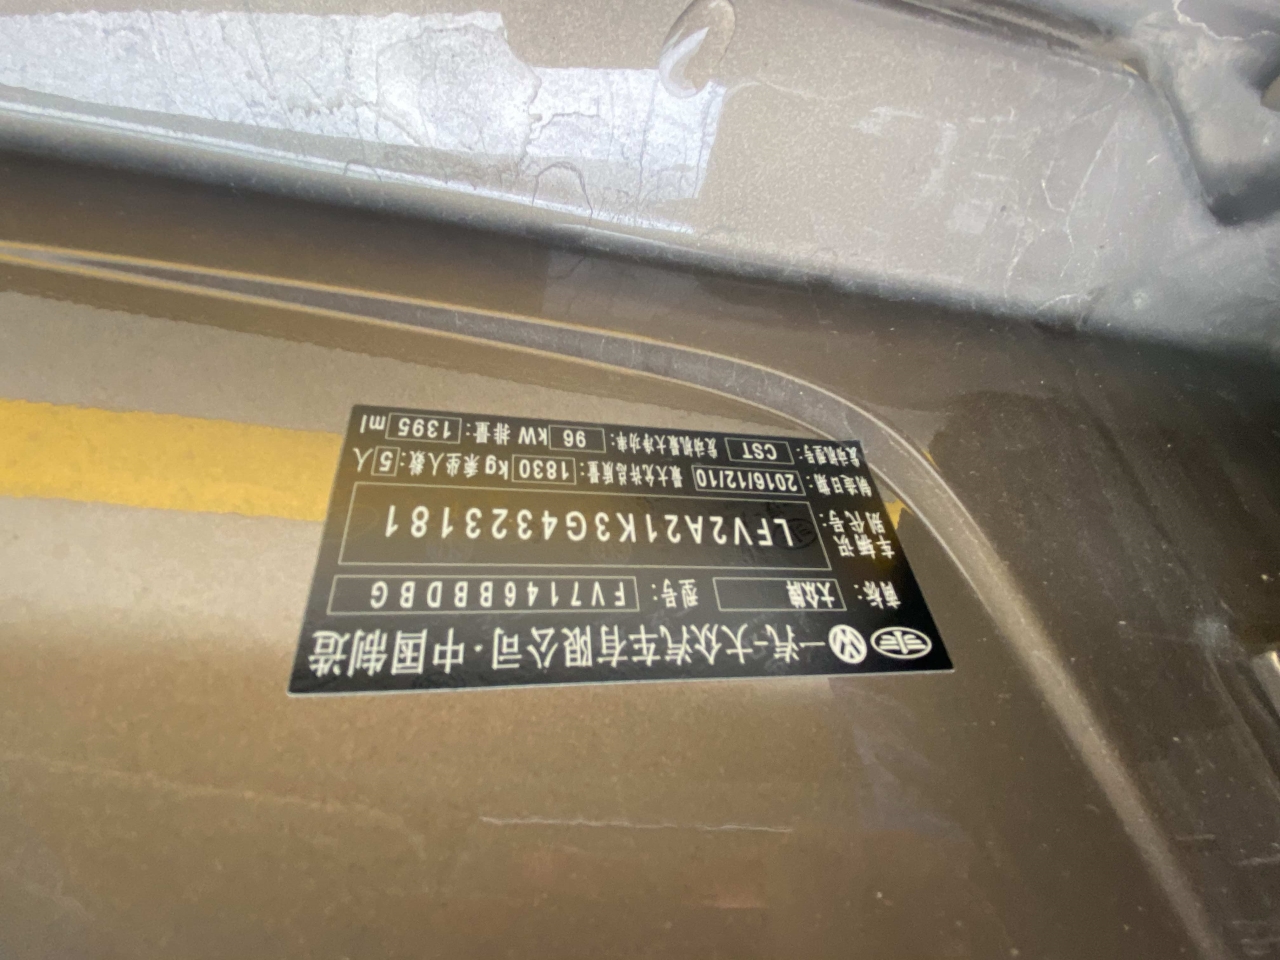 一汽-大众汽车有限公司·中国制造
商标: 大众牌 型号: FV7146BBDBG
车辆识别代号: LFV2A21K3G4323181
制造日期: 2016/12/10 最大允许总质量: 1830 kg 乘坐人数: 5 人
发动机型号: CST 发动机最大净功率: 96 kW 排量: 1395 ml